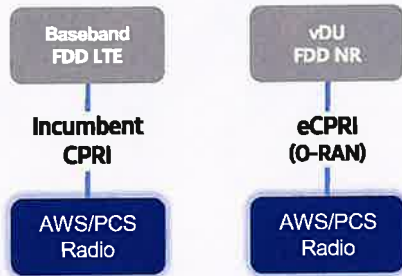 Baseband
FDD LTE
Incumbent
CPRI
AWS/PCS
Radio
vDU
FDD NR
eCPRI
(O-RAN)
AWS/PCS
Radio